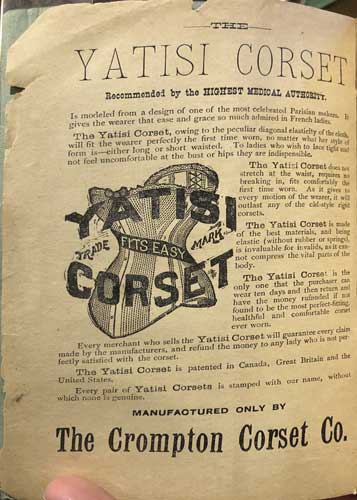 THE
YATISI CORSET
Recommended by the HIGHEST MEDICAL AUTHORITY.
Is modeled from a design of one of the most celebrated Parisian makers. It
gives the wearer that ease and grace so much admired in French ladies.
The Yatisi Corset, owing to the peculiar diagonal elasticity of the cloth,
will fit the wearer perfectly the first time worn, no matter what her style of
form is—either long or short waisted. To ladies who wish to lace tight and
not feel uncomfortable at the bust or hips they are indispensible.
The Yatisi Corset does not
stretch at the waist, requires no
breaking in, fits comfortably the
first time worn. As it gives to
every motion of the wearer, it will
outlast any of the old-style rigid
corsets.
The Yatisi Corset is made
of the best materials, and being
elastic (without rubber or springs),
is invaluable for invalids, as it can-
not compress the vital parts of the
body.
The Yatisi Corset is the
only one that the purchaser can
wear ten days and then return and
have the money refunded if not
found to be the most perfect-fitting,
healthful and comfortable corset
ever worn.
YATISI
TRADE FITS EASY MARK
CORSET
Every merchant who sells the Yatisi Corset will guarantee every claim
made by the manufacturers, and refund the money to any lady who is not per-
fectly satisfied with the corset.
The Yatisi Corset is patented in Canada, Great Britain and the
United States.
Every pair of Yatisi Corsets is stamped with our name, without
which none is genuine.
MANUFACTURED ONLY BY
The Crompton Corset Co.